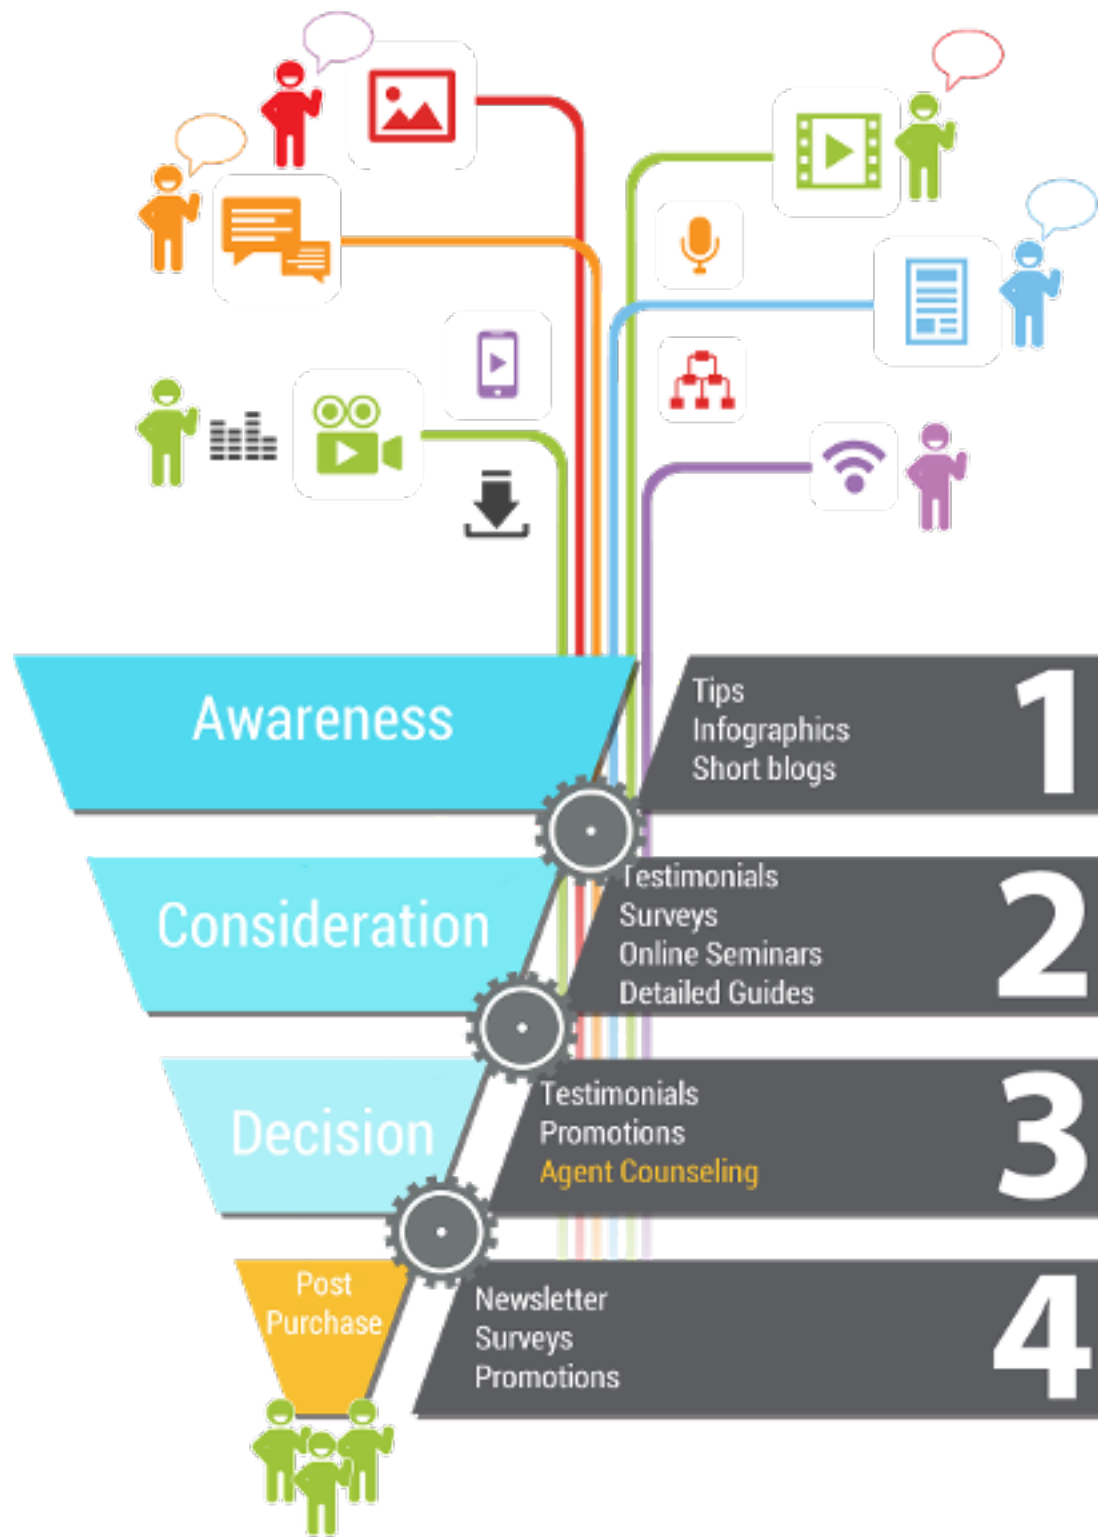 Awareness
Tips
Infographics
Short blogs
1
Consideration
Testimonials
Surveys
Online Seminars
Detailed Guides
2
Decision
Testimonials
Promotions
Agent Counseling
3
Post
Purchase
Newsletter
Surveys
Promotions
4